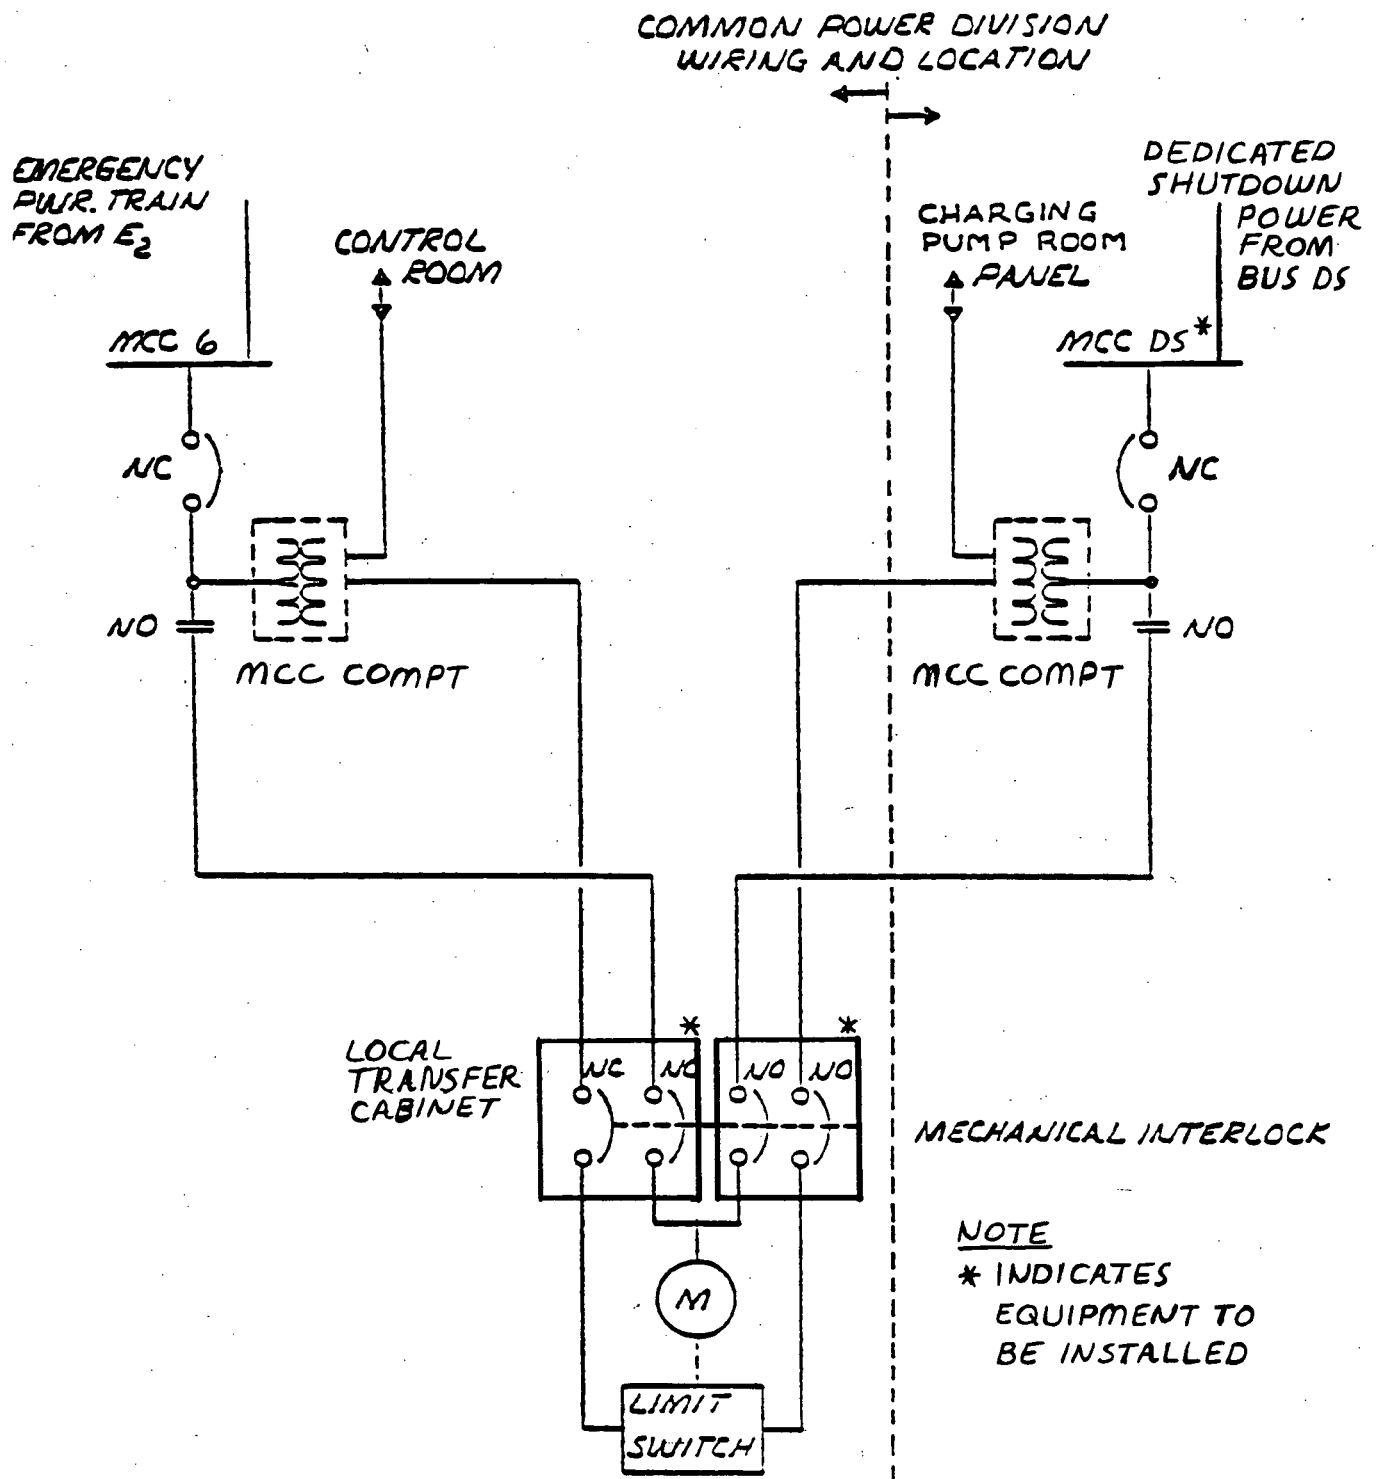 COMMON POWER DIVISION
WIRING AND LOCATION
EMERGENCY
PWR. TRAIN
FROM E2
CONTROL
ROOM
CHARGING
PUMP ROOM
PANEL
DEDICATED
SHUTDOWN
POWER
FROM
BUS DS
MCC 6
MCC DS*
NC
NC
NO
NO
MCC COMPT
MCC COMPT
LOCAL
TRANSFER
CABINET
*
*
NC
NC
NO
NO
MECHANICAL INTERLOCK
M
LIMIT
SWITCH
NOTE
* INDICATES
EQUIPMENT TO
BE INSTALLED